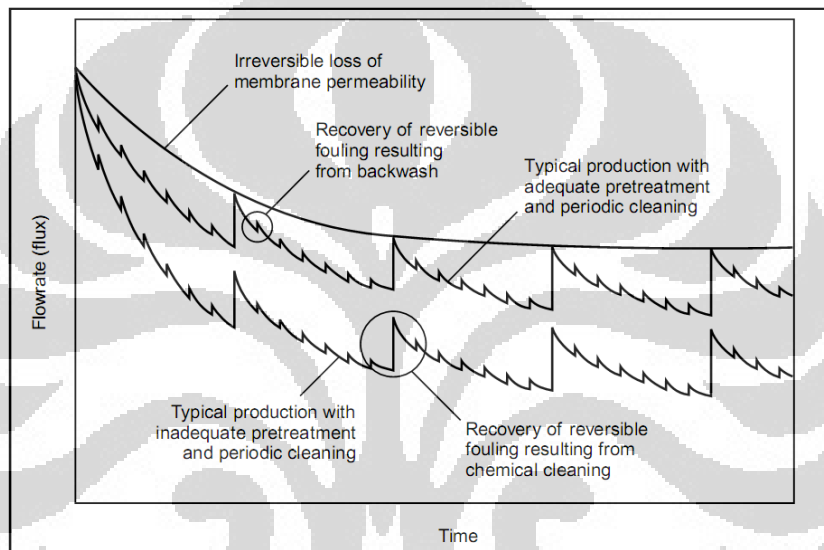 Irreversible loss of
membrane permeability
Recovery of reversible
fouling resulting
from backwash
Typical production with
adequate pretreatment
and periodic cleaning
Flowrate (flux)
Typical production with
inadequate pretreatment
and periodic cleaning
Recovery of reversible
fouling resulting from
chemical cleaning
Time